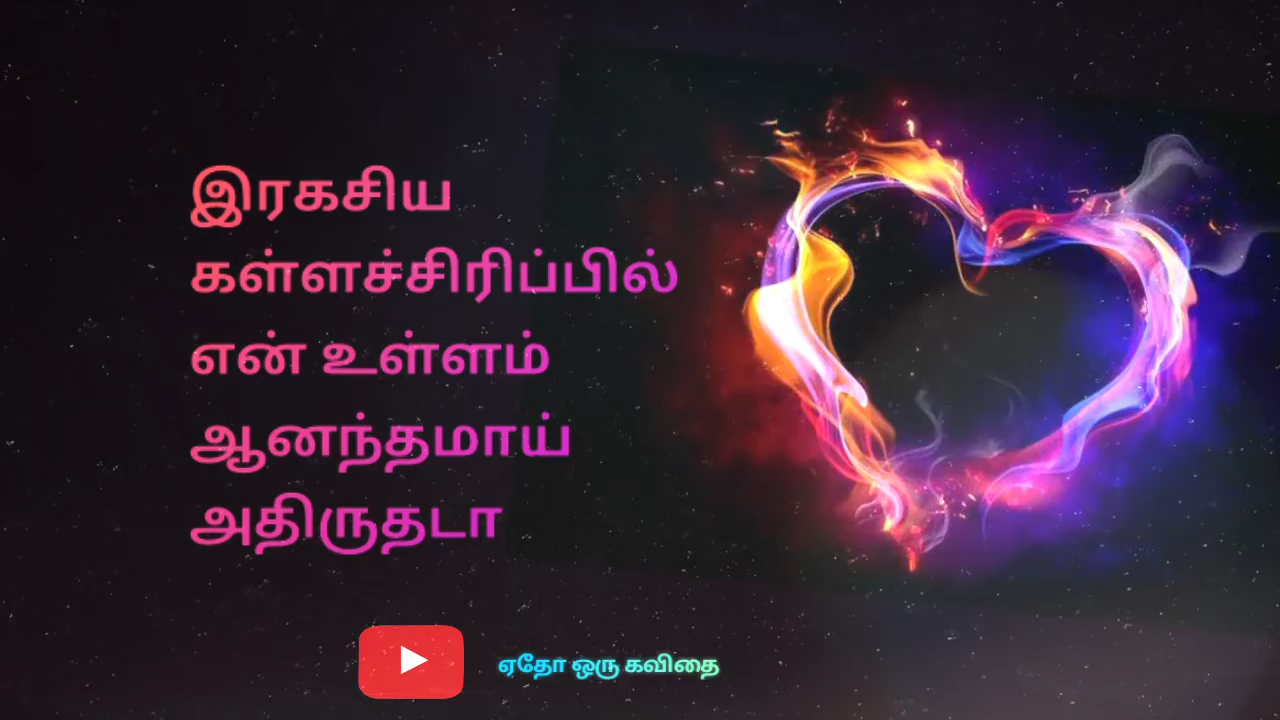 இரகசிய
கள்ளச்சிரிப்பில்
என் உள்ளம்
ஆனந்தமாய்
அதிருதடா
ஏதோ ஒரு கவிதை